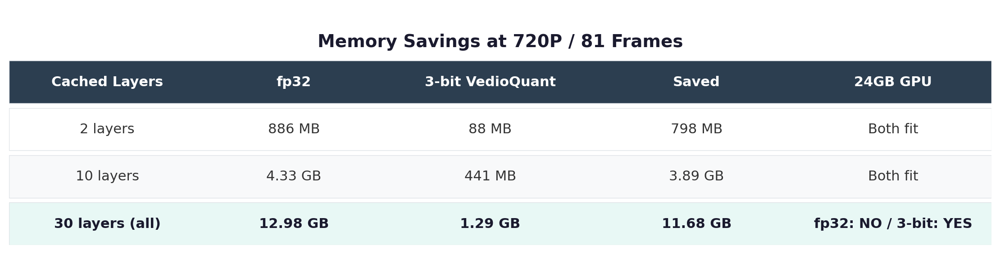 Memory Savings at 720P / 81 Frames
Cached Layers fp32 3-bit VedioQuant Saved 24GB GPU
2 layers 886 MB 88 MB 798 MB Both fit
10 layers 4.33 GB 441 MB 3.89 GB Both fit
30 layers (all) 12.98 GB 1.29 GB 11.68 GB fp32: NO / 3-bit: YES